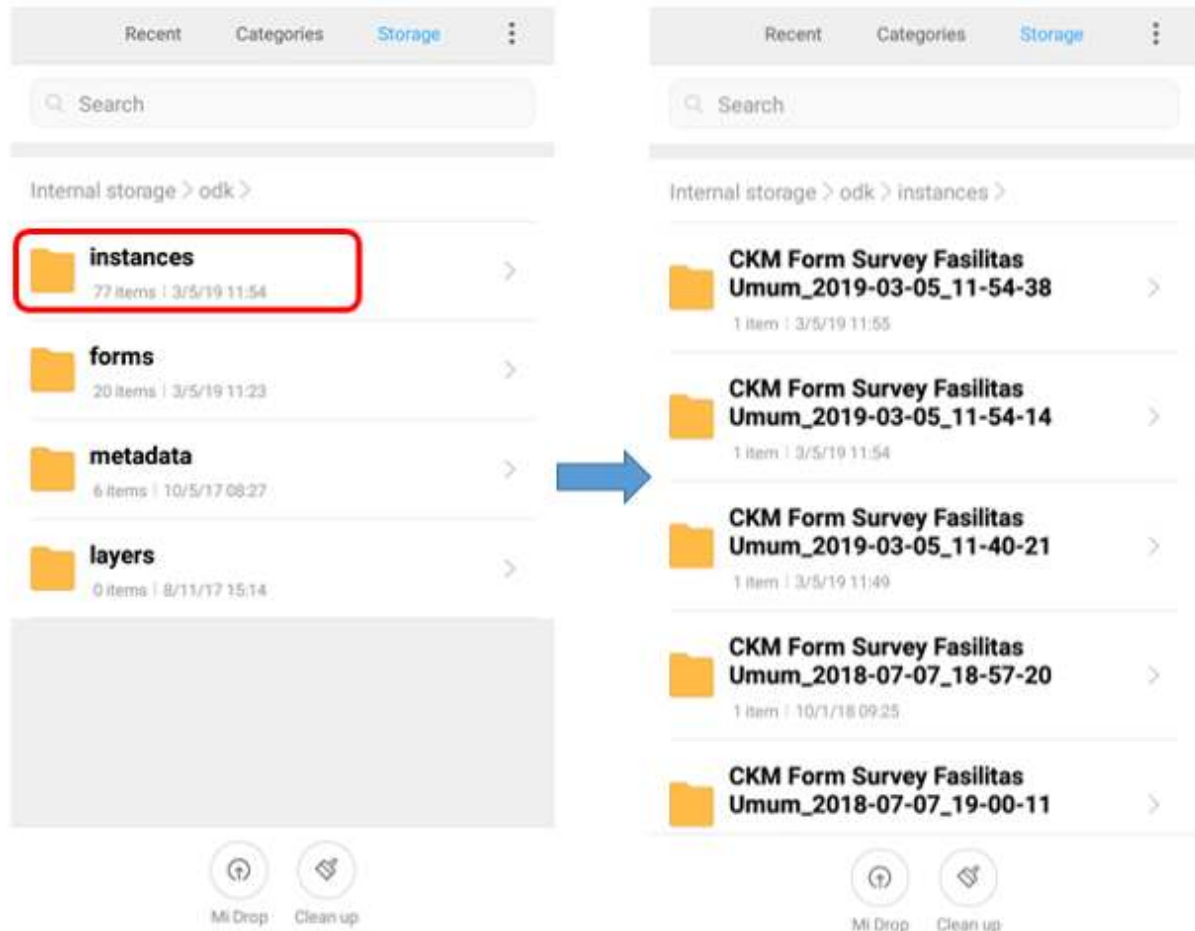 Recent Categories Storage
Search
Internal storage > odk >
instances
77 items | 3/5/19 11:54
forms
20 items | 3/5/19 11:23
metadata
6 items | 10/5/17 08:27
layers
0 items | 8/11/17 15:14
Mi Drop Clean up
Recent Categories Storage
Search
Internal storage > odk > instances >
CKM Form Survey Fasilitas
Umum_2019-03-05_11-54-38
1 item | 3/5/19 11:55
CKM Form Survey Fasilitas
Umum_2019-03-05_11-54-14
1 item | 3/5/19 11:54
CKM Form Survey Fasilitas
Umum_2019-03-05_11-40-21
1 item | 3/5/19 11:49
CKM Form Survey Fasilitas
Umum_2018-07-07_18-57-20
1 item | 10/1/18 09:25
CKM Form Survey Fasilitas
Umum_2018-07-07_19-00-11
Mi Drop Clean up